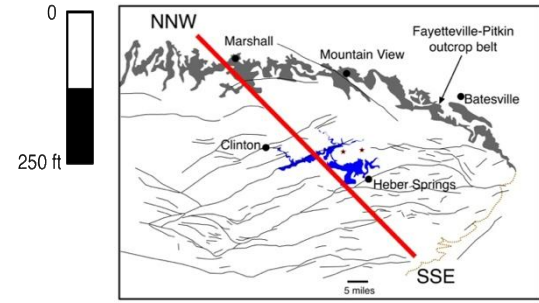 0
250 ft
NNW
Marshall
Mountain View
Fayetteville-Pitkin
outcrop belt
Batesville
Clinton
Heber Springs
5 miles
SSE